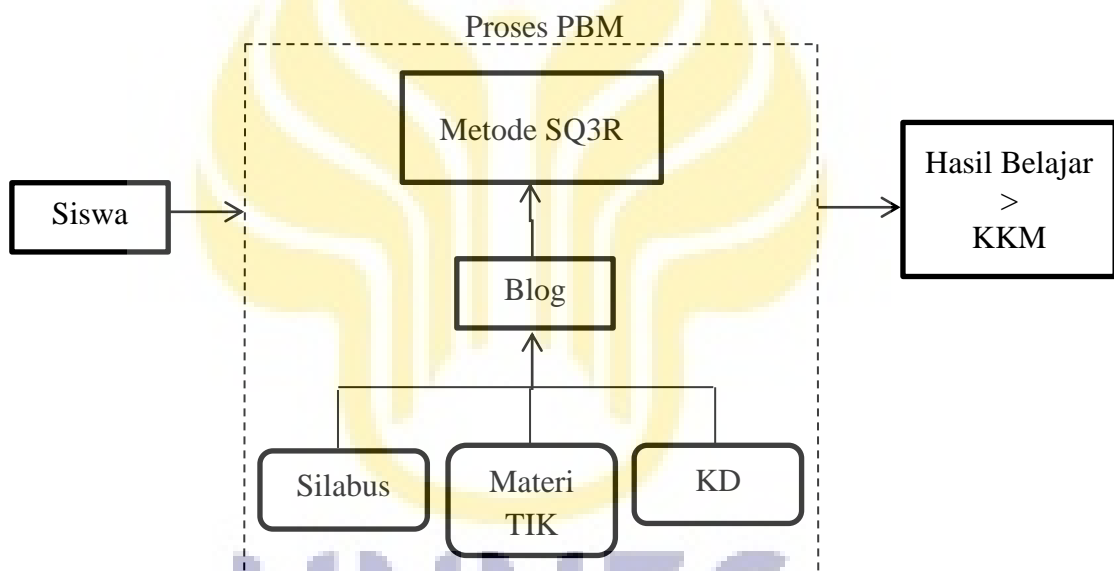 Proses PBM
Metode SQ3R
Siswa
Hasil Belajar
>
KKM
Blog
Silabus
Materi
TIK
KD